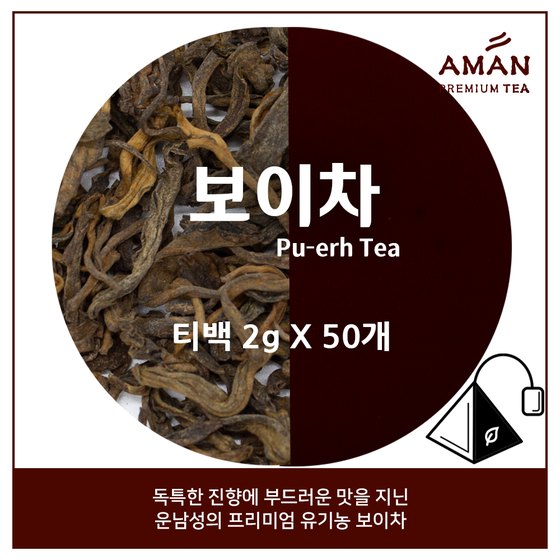 AMAN
PREMIUM TEA
보이차
Pu-erh Tea
티백 2g X 50개
독특한 진향에 부드러운 맛을 지닌
운남성의 프리미엄 유기농 보이차